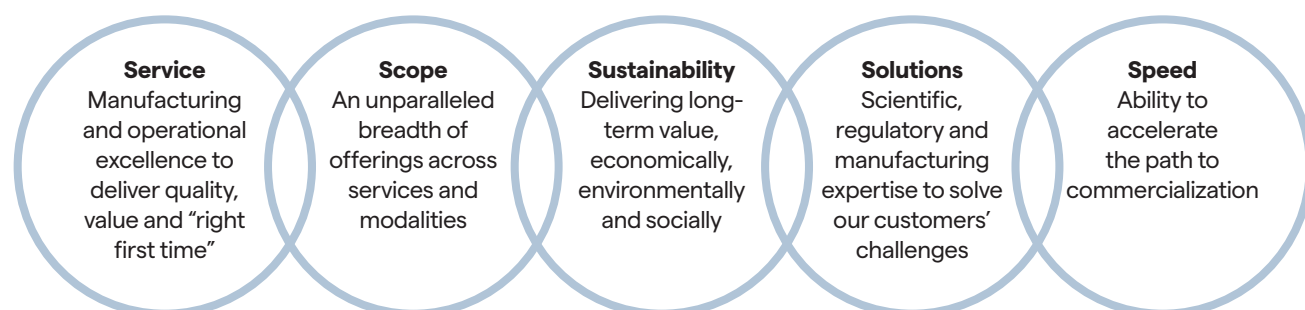 Service
Manufacturing
and operational
excellence to
deliver quality,
value and “right
first time”
Scope
An unparalleled
breadth of
offerings across
services and
modalities
Sustainability
Delivering long-
term value,
economically,
environmentally
and socially
Solutions
Scientific,
regulatory and
manufacturing
expertise to solve
our customers’
challenges
Speed
Ability to
accelerate
the path to
commercialization